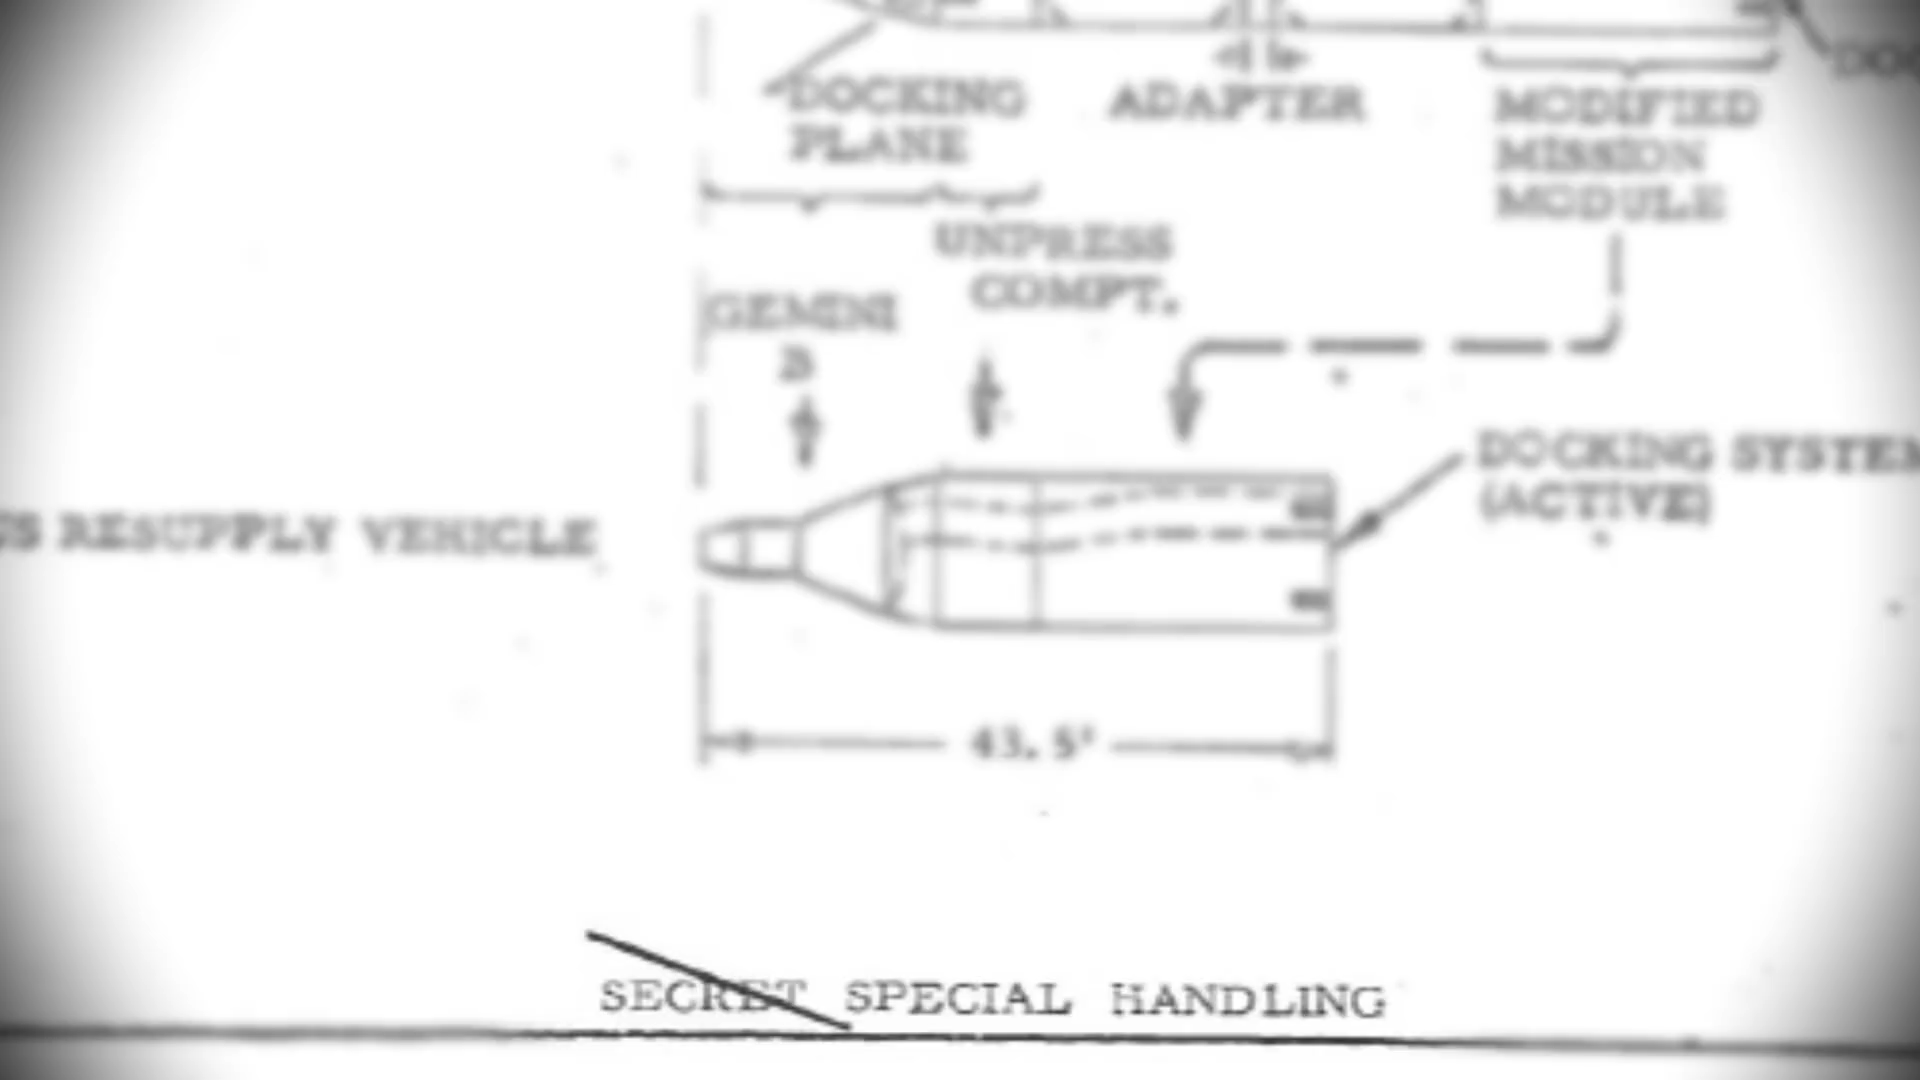 DOCKING
PLANE
ADAPTER
MODIFIED
MISSION
MODULE
UNPRESS
COMPT.
GEMINI
B
DOCKING SYSTEM
(ACTIVE)
RESUPPLY VEHICLE
43.5'
SECRET SPECIAL HANDLING